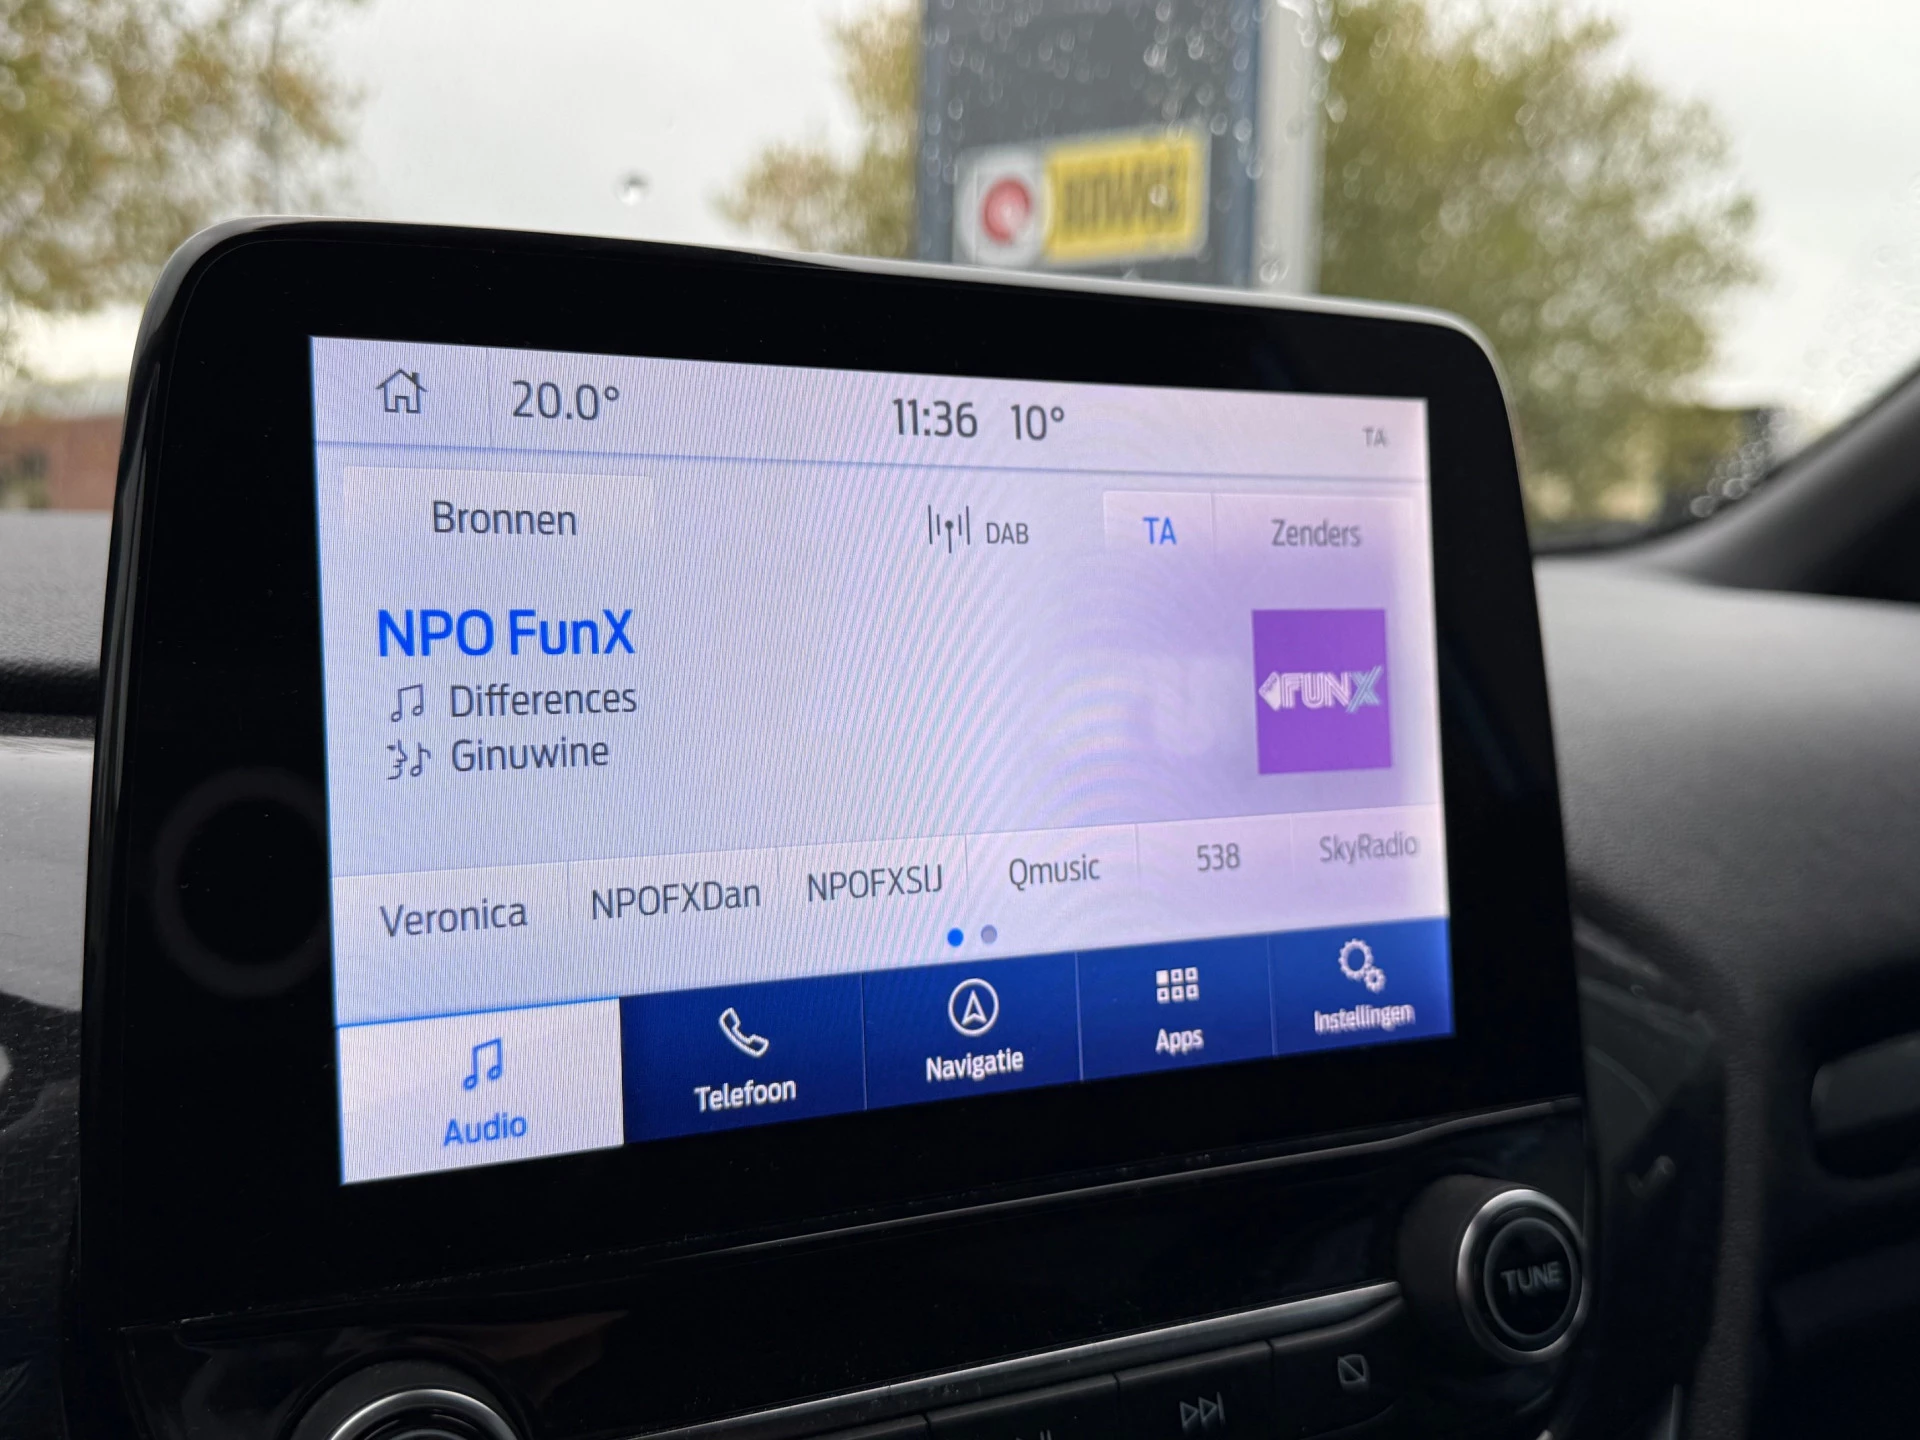 20.0° 11:36 10° TA
Bronnen DAB TA Zenders
NPO FunX
Differences
Ginuwine
FUNX
Veronica NPOFXDan NPOFXSlJ Qmusic 538 SkyRadio
Audio Telefoon Navigatie Apps Instellingen
TUNE